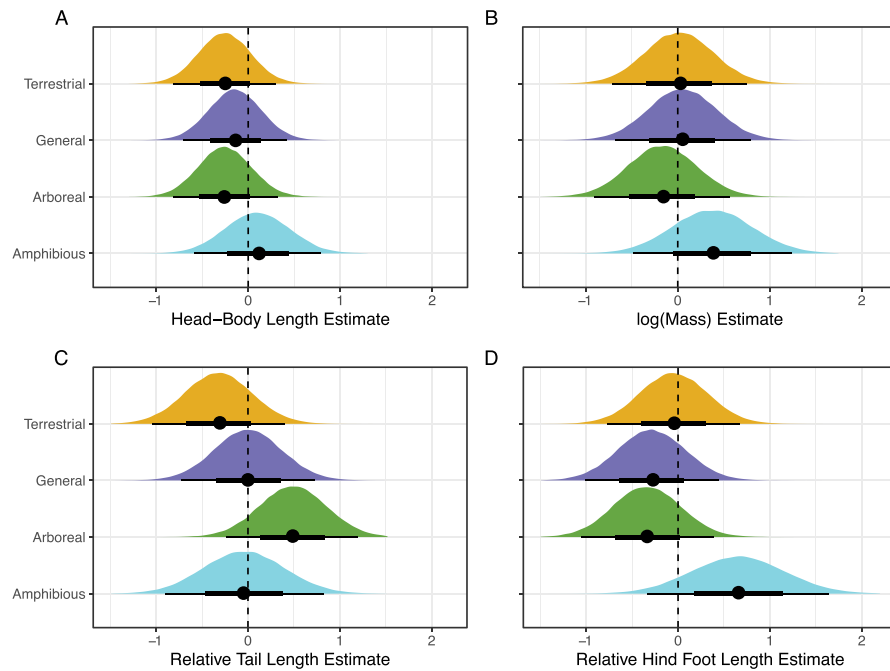 A
B
Terrestrial
General
Arboreal
Amphibious
−1 0 1 2
−1 0 1 2
Head−Body Length Estimate
log(Mass) Estimate
C
D
Terrestrial
General
Arboreal
Amphibious
−1 0 1 2
−1 0 1 2
Relative Tail Length Estimate
Relative Hind Foot Length Estimate